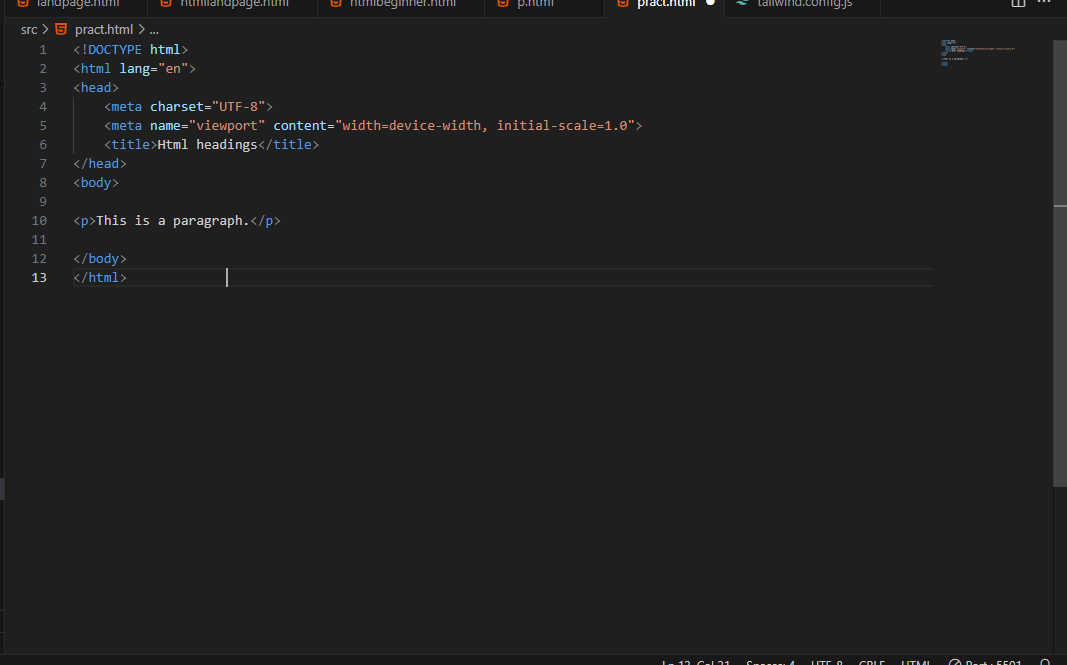 landpage.html htmllandpage.html htmlbeginner.html p.html pract.html tailwind.config.js
src > pract.html > ...
1 <!DOCTYPE html>
2 <html lang="en">
3 <head>
4 <meta charset="UTF-8">
5 <meta name="viewport" content="width=device-width, initial-scale=1.0">
6 <title>Html headings</title>
7 </head>
8 <body>
9
10 <p>This is a paragraph.</p>
11
12 </body>
13 </html>
Ln 13, Col 21 Spaces: 4 UTF-8 CRLF HTML Port : 5501